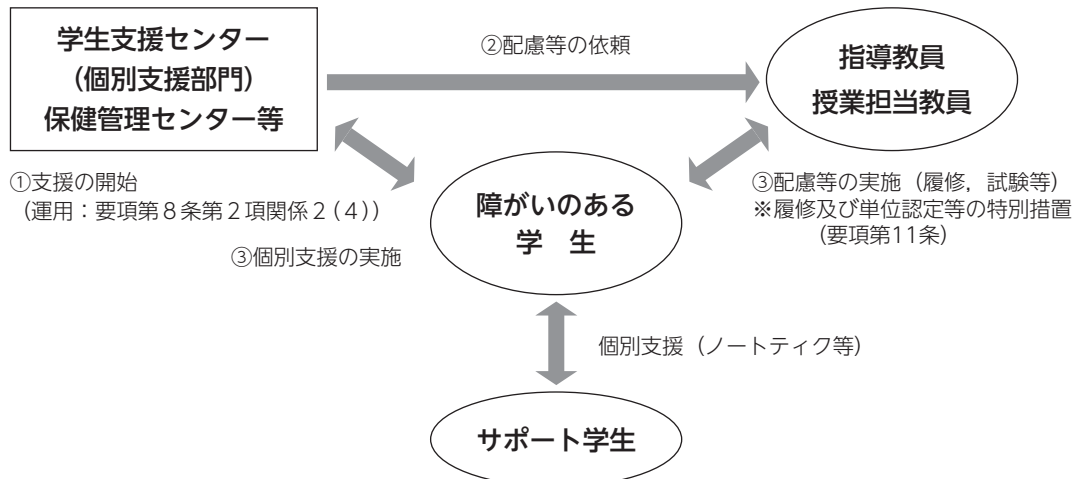 学生支援センター
（個別支援部門）
保健管理センター等
②配慮等の依頼
指導教員
授業担当教員
①支援の開始
（運用：要項第８条第２項関係２(４)）
③個別支援の実施
障がいのある
学　生
③配慮等の実施（履修，試験等）
※履修及び単位認定等の特別措置
（要項第11条）
個別支援（ノートティク等）
サポート学生